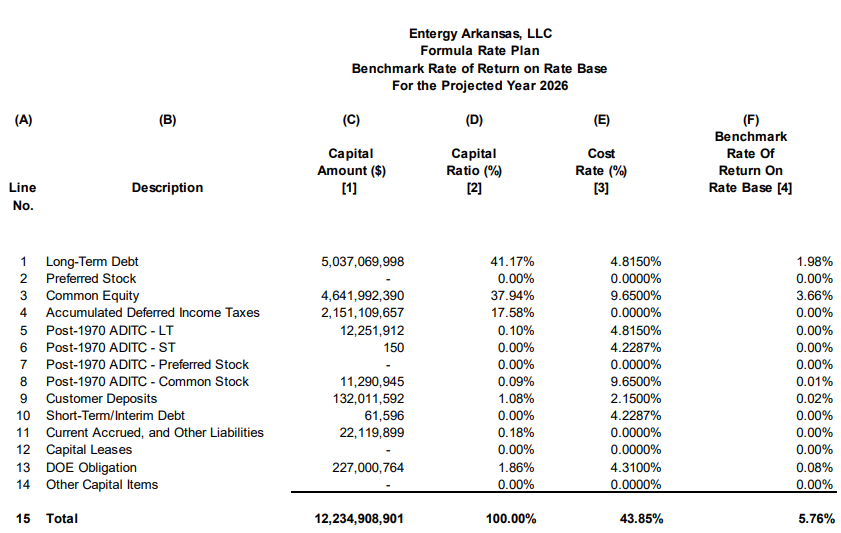 Entergy Arkansas, LLC
Formula Rate Plan
Benchmark Rate of Return on Rate Base
For the Projected Year 2026
(A) (B) (C) (D) (E) (F)
Benchmark
Capital Capital Cost Rate Of
Amount ($) Ratio (%) Rate (%) Return On
Line Description [1] [2] [3] Rate Base [4]
No.
1 Long-Term Debt 5,037,069,998 41.17% 4.8150% 1.98%
2 Preferred Stock - 0.00% 0.0000% 0.00%
3 Common Equity 4,641,992,390 37.94% 9.6500% 3.66%
4 Accumulated Deferred Income Taxes 2,151,109,657 17.58% 0.0000% 0.00%
5 Post-1970 ADITC - LT 12,251,912 0.10% 4.8150% 0.00%
6 Post-1970 ADITC - ST 150 0.00% 4.2287% 0.00%
7 Post-1970 ADITC - Preferred Stock - 0.00% 0.0000% 0.00%
8 Post-1970 ADITC - Common Stock 11,290,945 0.09% 9.6500% 0.01%
9 Customer Deposits 132,011,592 1.08% 2.1500% 0.02%
10 Short-Term/Interim Debt 61,596 0.00% 4.2287% 0.00%
11 Current Accrued, and Other Liabilities 22,119,899 0.18% 0.0000% 0.00%
12 Capital Leases - 0.00% 0.0000% 0.00%
13 DOE Obligation 227,000,764 1.86% 4.3100% 0.08%
14 Other Capital Items - 0.00% 0.0000% 0.00%
15 Total 12,234,908,901 100.00% 43.85% 5.76%